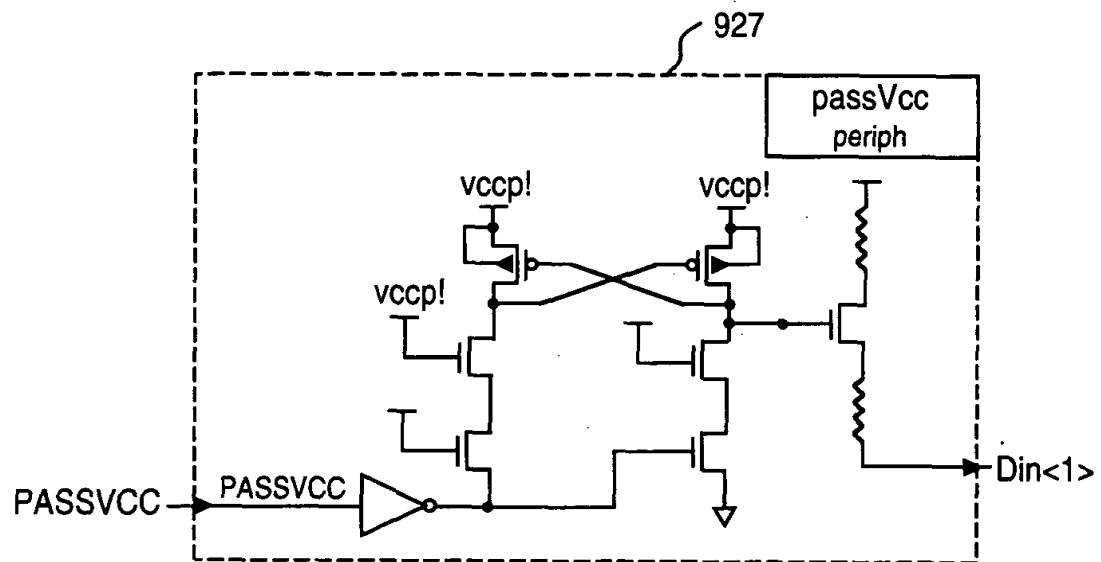 927
passVcc
periph
vccp!
vccp!
vccp!
PASSVCC
PASSVCC
Din<1>